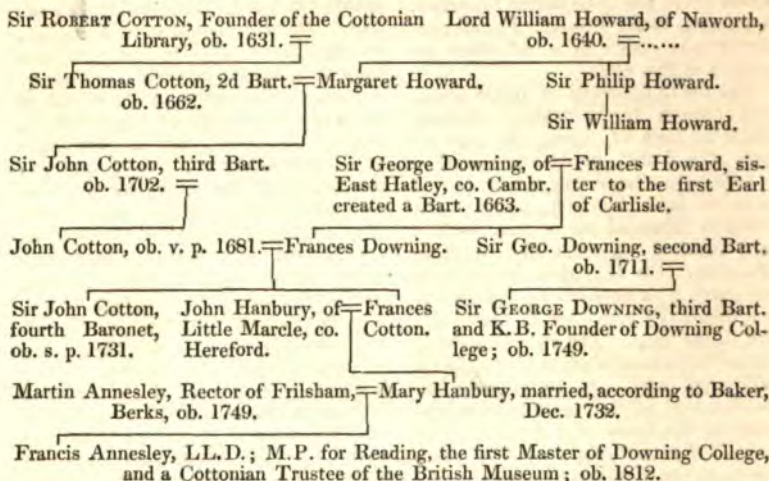 Sir ROBERT COTTON, Founder of the Cottonian Library, ob. 1631.
Lord William Howard, of Naworth, ob. 1640. ......
Sir Thomas Cotton, 2d Bart. ob. 1662.
Margaret Howard.
Sir Philip Howard.
Sir William Howard.
Sir John Cotton, third Bart. ob. 1702.
Sir George Downing, of East Hatley, co. Cambr. created a Bart. 1663.
Frances Howard, sister to the first Earl of Carlisle.
John Cotton, ob. v. p. 1681.
Frances Downing.
Sir Geo. Downing, second Bart. ob. 1711.
Sir John Cotton, fourth Baronet, ob. s. p. 1731.
John Hanbury, of Little Marcle, co. Hereford.
Frances Cotton.
Sir GEORGE DOWNING, third Bart. and K.B. Founder of Downing College; ob. 1749.
Martin Annesley, Rector of Frilsham, Berks, ob. 1749.
Mary Hanbury, married, according to Baker, Dec. 1732.
Francis Annesley, LL.D.; M.P. for Reading, the first Master of Downing College,
and a Cottonian Trustee of the British Museum; ob. 1812.